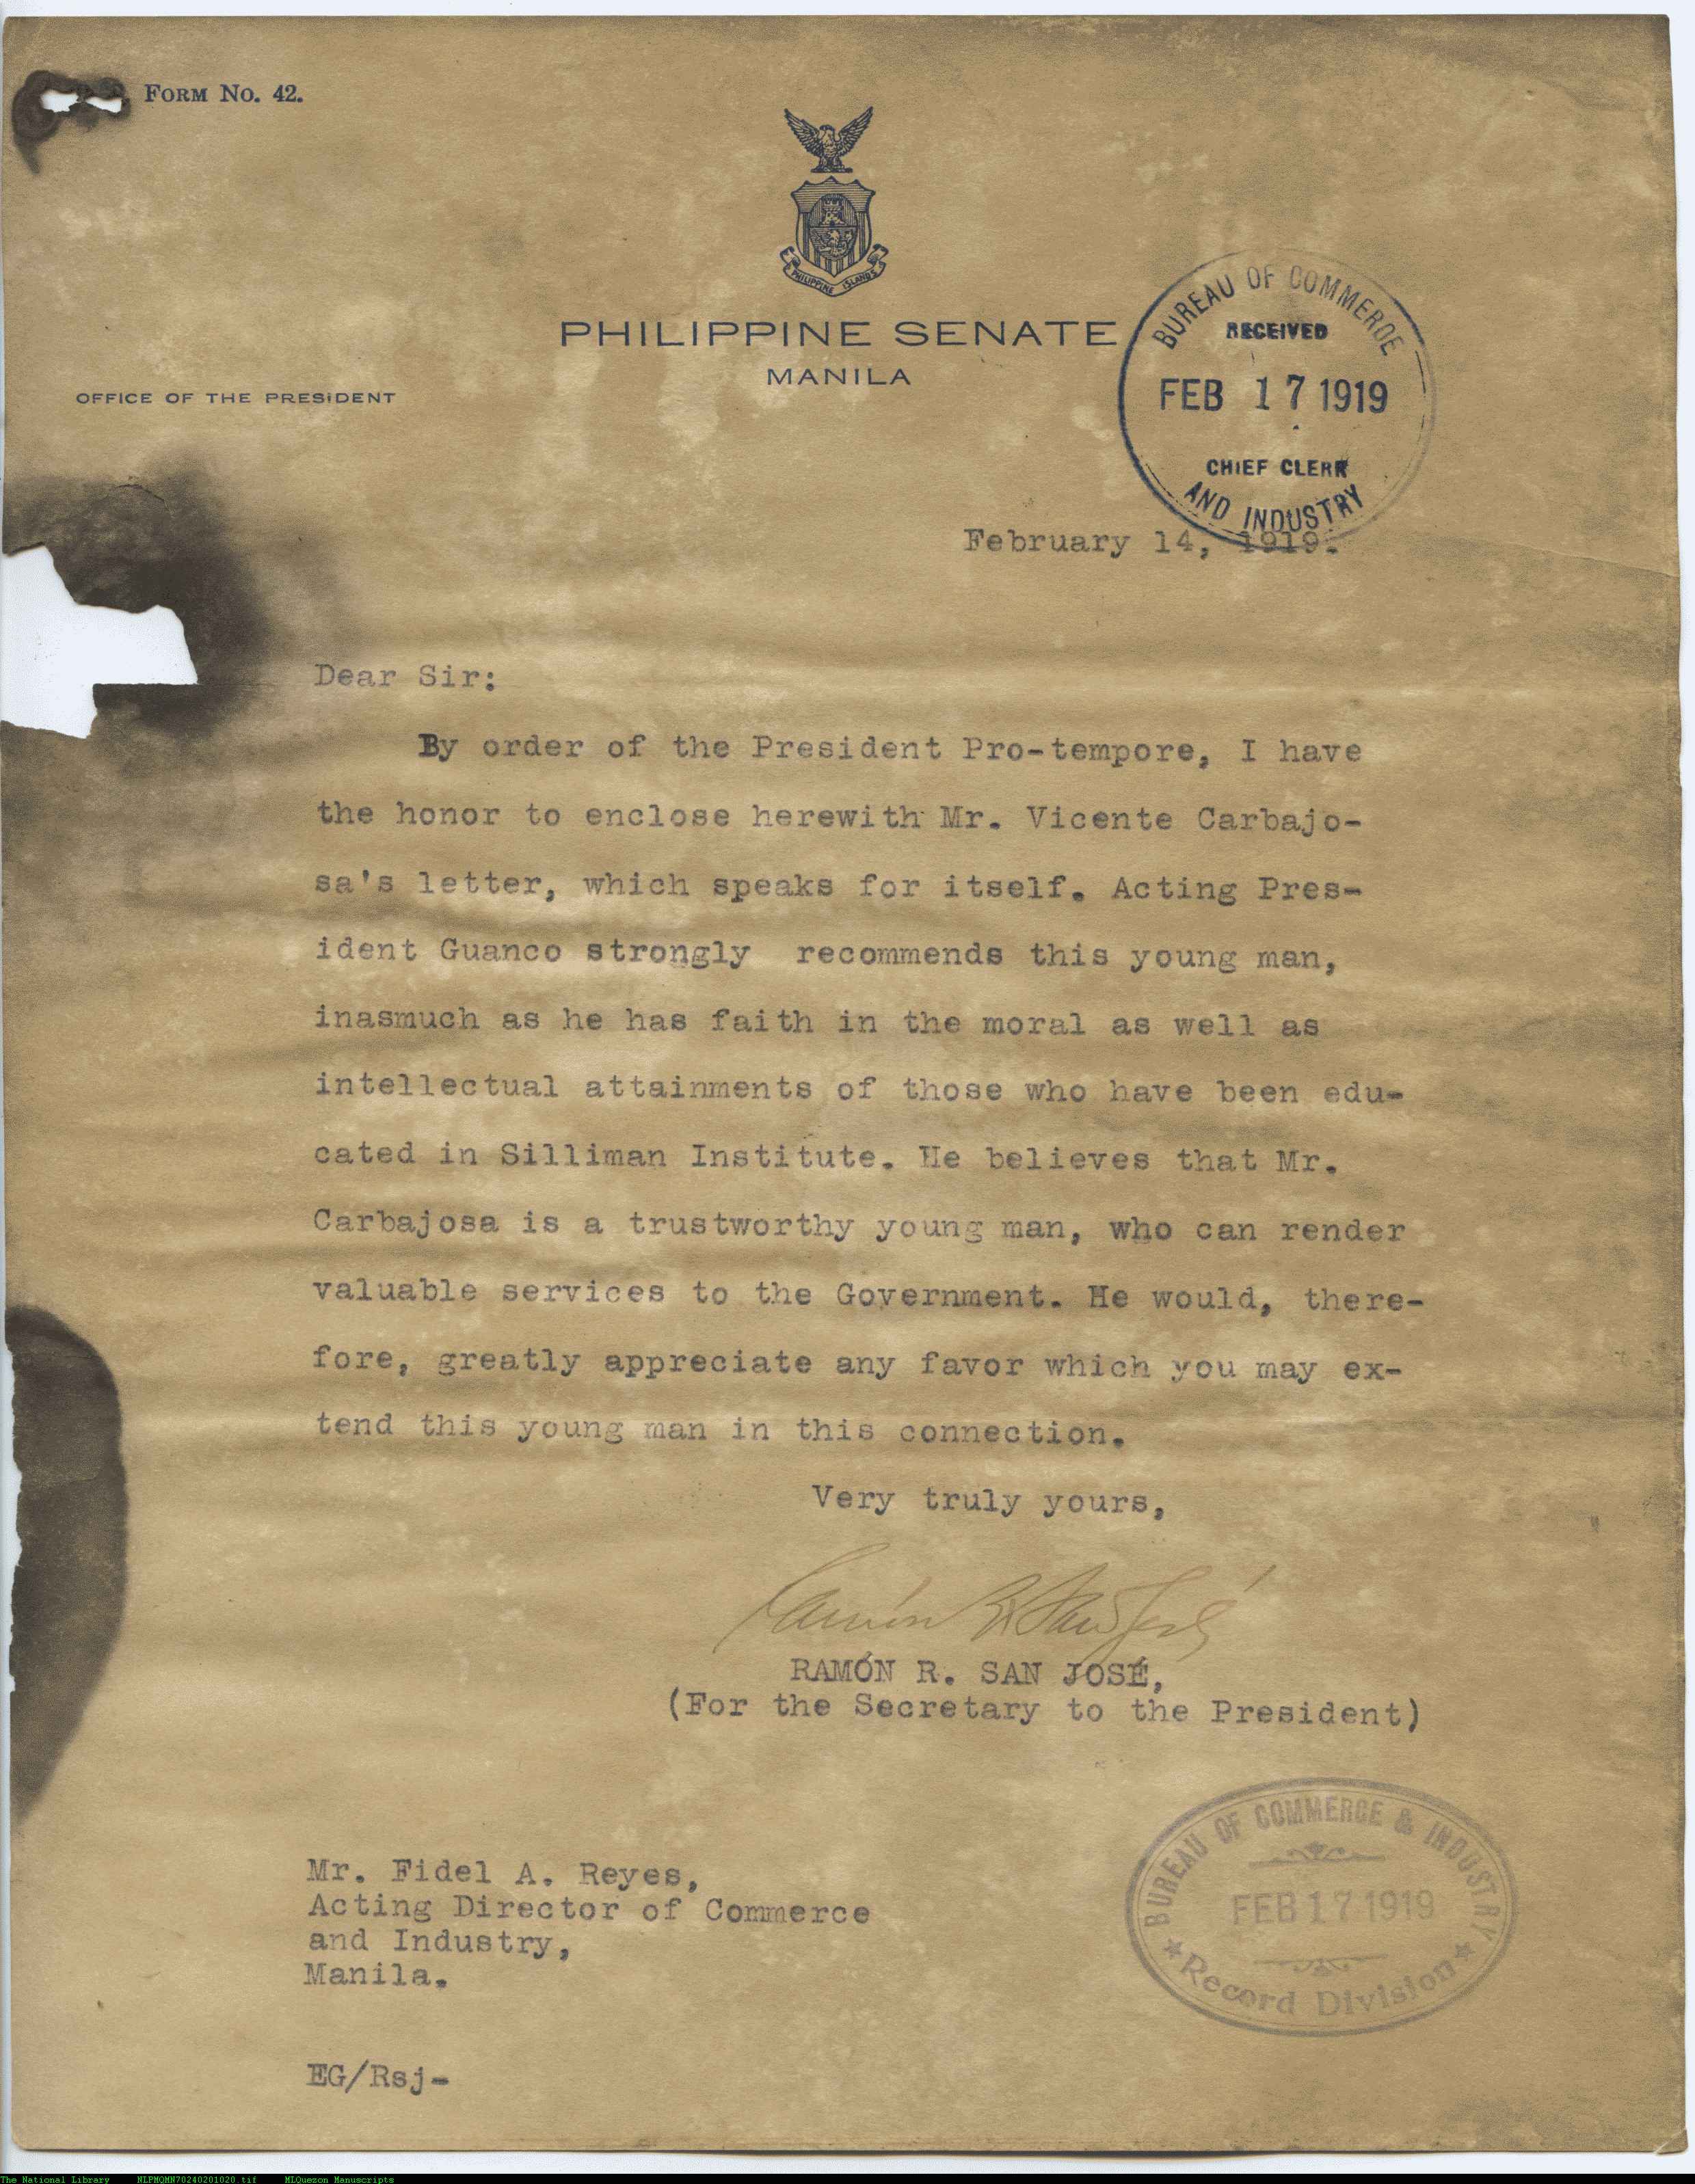 FORM NO. 42.
PHILIPPINE ISLANDS
PHILIPPINE SENATE
MANILA
OFFICE OF THE PRESIDENT
BUREAU OF COMMERCE
RECEIVED
FEB 17 1919
CHIEF CLERK
AND INDUSTRY
February 14, 1919.
Dear Sir:
By order of the President Pro-tempore, I have
the honor to enclose herewith Mr. Vicente Carbajo-
sa's letter, which speaks for itself. Acting Pres-
ident Guanco strongly recommends this young man,
inasmuch as he has faith in the moral as well as
intellectual attainments of those who have been edu-
cated in Silliman Institute. He believes that Mr.
Carbajosa is a trustworthy young man, who can render
valuable services to the Government. He would, there-
fore, greatly appreciate any favor which you may ex-
tend this young man in this connection.
Very truly yours,
Ramón R. San José
RAMÓN R. SAN JOSÉ,
(For the Secretary to the President)
Mr. Fidel A. Reyes,
Acting Director of Commerce
and Industry,
Manila.
BUREAU OF COMMERCE & INDUSTRY
FEB 17 1919
Record Division
EG/Rsj-
The National Library NLPMQMN70240201020.tif MLQuezon Manuscripts